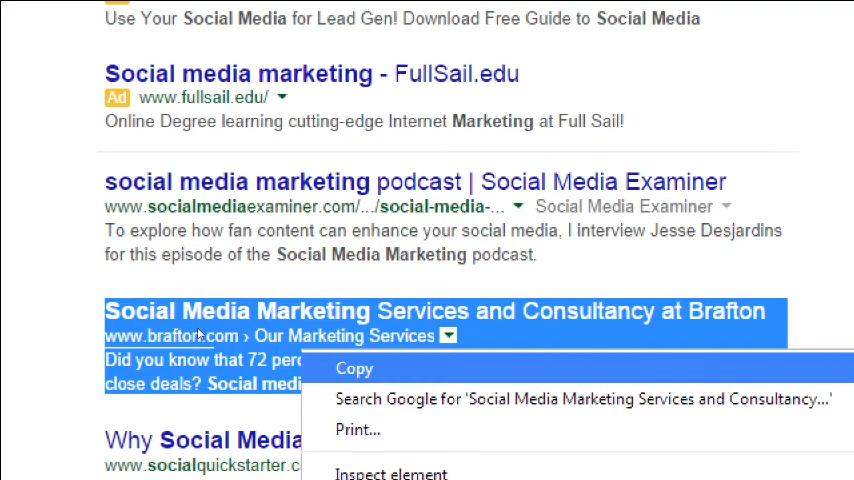 Use Your Social Media for Lead Gen! Download Free Guide to Social Media
Social media marketing - FullSail.edu
Ad www.fullsail.edu/
Online Degree learning cutting-edge Internet Marketing at Full Sail!
social media marketing podcast | Social Media Examiner
www.socialmediaexaminer.com/.../social-media-... Social Media Examiner
To explore how fan content can enhance your social media, I interview Jesse Desjardins
for this episode of the Social Media Marketing podcast.
Social Media Marketing Services and Consultancy at Brafton
www.brafton.com › Our Marketing Services
Did you know that 72 perc
close deals? Social medi
Copy
Search Google for 'Social Media Marketing Services and Consultancy...'
Print...
Inspect element
Why Social Media
www.socialquickstarter.c